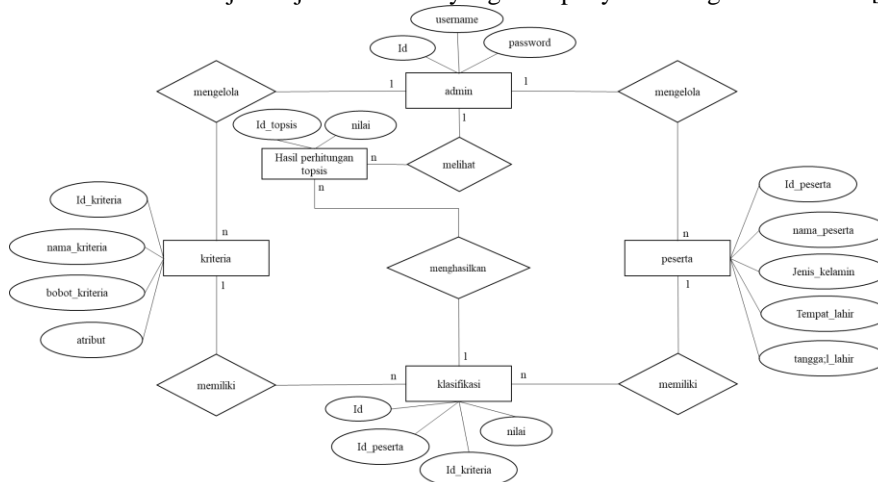 username
Id
password
mengelola
1
admin
1
mengelola
1
Id_topsis
nilai
Hasil perhitungan
topsis
n
melihat
n
Id_kriteria
nama_kriteria
bobot_kriteria
atribut
n
kriteria
1
menghasilkan
n
peserta
1
Id_peserta
nama_peserta
Jenis_kelamin
Tempat_lahir
tangga;l_lahir
memiliki
n
1
klasifikasi
n
memiliki
Id
Id_peserta
Id_kriteria
nilai